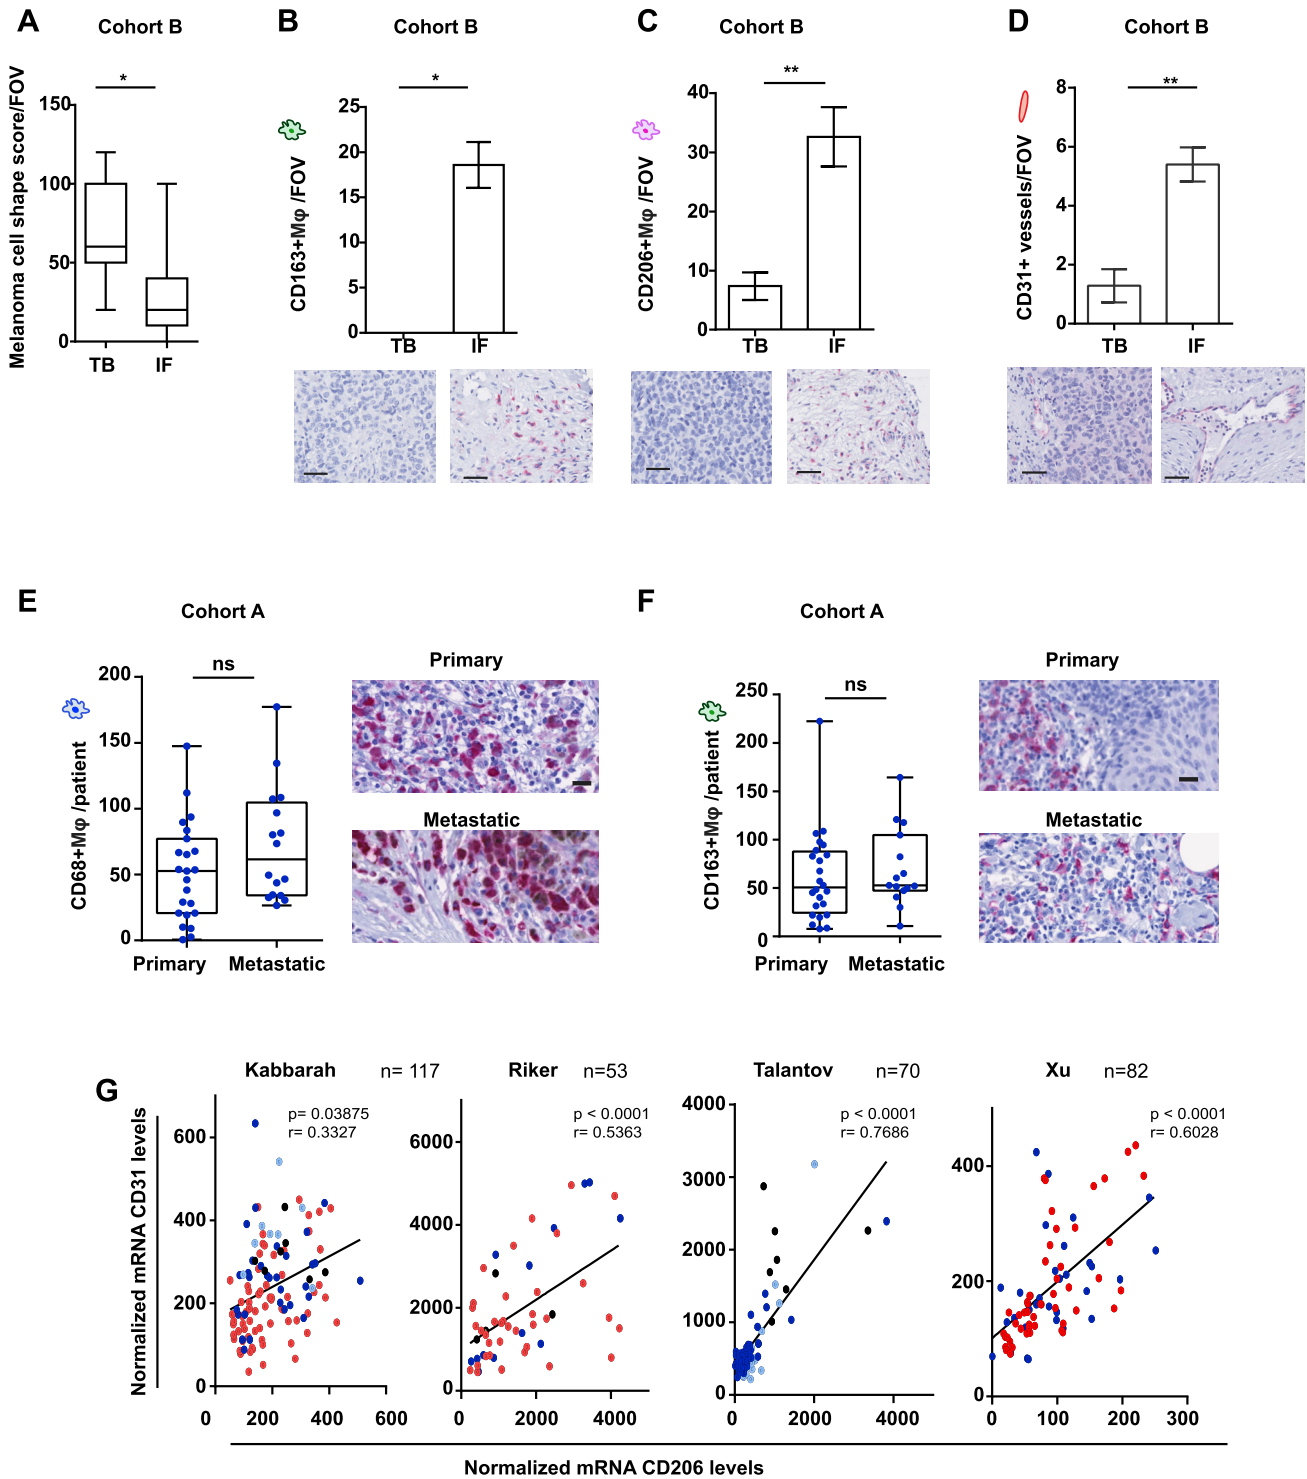 A
Cohort B
Melanoma cell shape score/FOV
*
150
100
50
0
TB
IF
B
Cohort B
CD163+Mφ /FOV
*
25
20
15
10
5
0
TB
IF
C
Cohort B
CD206+Mφ /FOV
**
40
30
20
10
0
TB
IF
D
Cohort B
CD31+ vessels/FOV
**
8
6
4
2
0
TB
IF
E
Cohort A
CD68+Mφ /patient
ns
200
150
100
50
0
Primary
Metastatic
Primary
Metastatic
F
Cohort A
CD163+Mφ /patient
ns
250
200
150
100
50
0
Primary
Metastatic
Primary
Metastatic
G
Normalized mRNA CD31 levels
Kabbarah
n= 117
p= 0.03875
r= 0.3327
600
400
200
0
0
200
400
600
Riker
n=53
p < 0.0001
r= 0.5363
6000
4000
2000
0
0
2000
4000
Talantov
n=70
p < 0.0001
r= 0.7686
4000
3000
2000
1000
0
0
2000
4000
Xu
n=82
p < 0.0001
r= 0.6028
400
200
0
0
100
200
300
Normalized mRNA CD206 levels